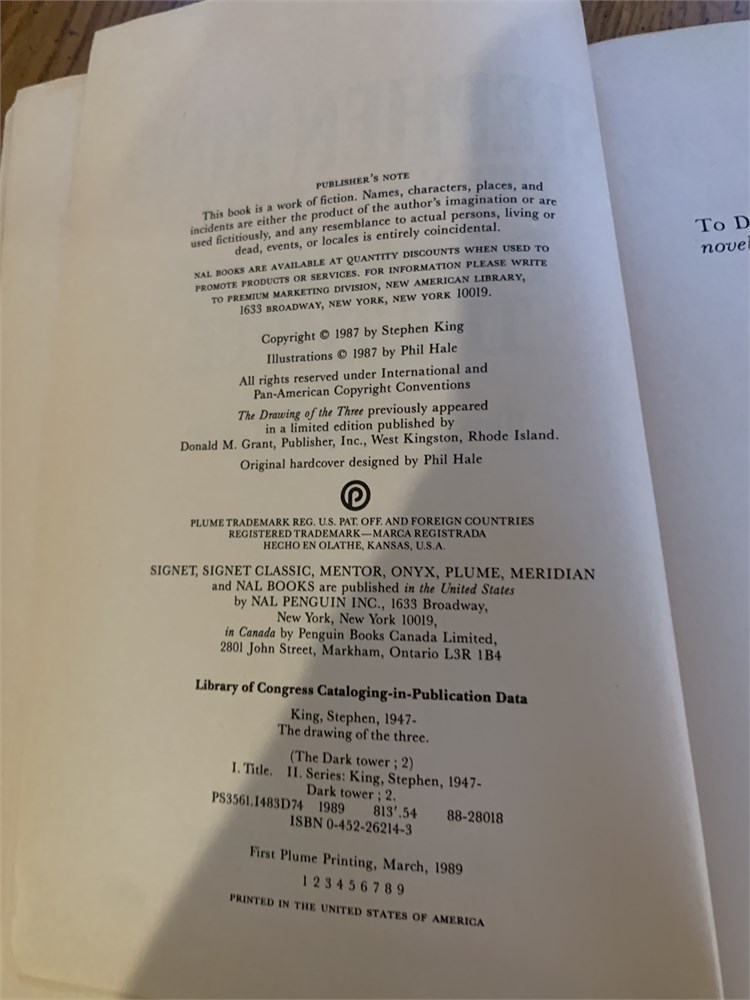 PUBLISHER'S NOTE
This book is a work of fiction. Names, characters, places, and
incidents are either the product of the author's imagination or are
used fictitiously, and any resemblance to actual persons, living or
dead, events, or locales is entirely coincidental.
NAL BOOKS ARE AVAILABLE AT QUANTITY DISCOUNTS WHEN USED TO
PROMOTE PRODUCTS OR SERVICES. FOR INFORMATION PLEASE WRITE
TO PREMIUM MARKETING DIVISION, NEW AMERICAN LIBRARY,
1633 BROADWAY, NEW YORK, NEW YORK 10019.
Copyright © 1987 by Stephen King
Illustrations © 1987 by Phil Hale
All rights reserved under International and
Pan-American Copyright Conventions
The Drawing of the Three previously appeared
in a limited edition published by
Donald M. Grant, Publisher, Inc., West Kingston, Rhode Island.
Original hardcover designed by Phil Hale
PLUME TRADEMARK REG. U.S. PAT. OFF. AND FOREIGN COUNTRIES
REGISTERED TRADEMARK—MARCA REGISTRADA
HECHO EN OLATHE, KANSAS, U.S.A.
SIGNET, SIGNET CLASSIC, MENTOR, ONYX, PLUME, MERIDIAN
and NAL BOOKS are published in the United States
by NAL PENGUIN INC., 1633 Broadway,
New York, New York 10019,
in Canada by Penguin Books Canada Limited,
2801 John Street, Markham, Ontario L3R 1B4
Library of Congress Cataloging-in-Publication Data
King, Stephen, 1947-
The drawing of the three.
(The Dark tower ; 2)
I. Title. II. Series: King, Stephen, 1947-
Dark tower ; 2.
PS3561.I483D74 1989 813'.54 88-28018
ISBN 0-452-26214-3
First Plume Printing, March, 1989
1 2 3 4 5 6 7 8 9
PRINTED IN THE UNITED STATES OF AMERICA
To D
novel